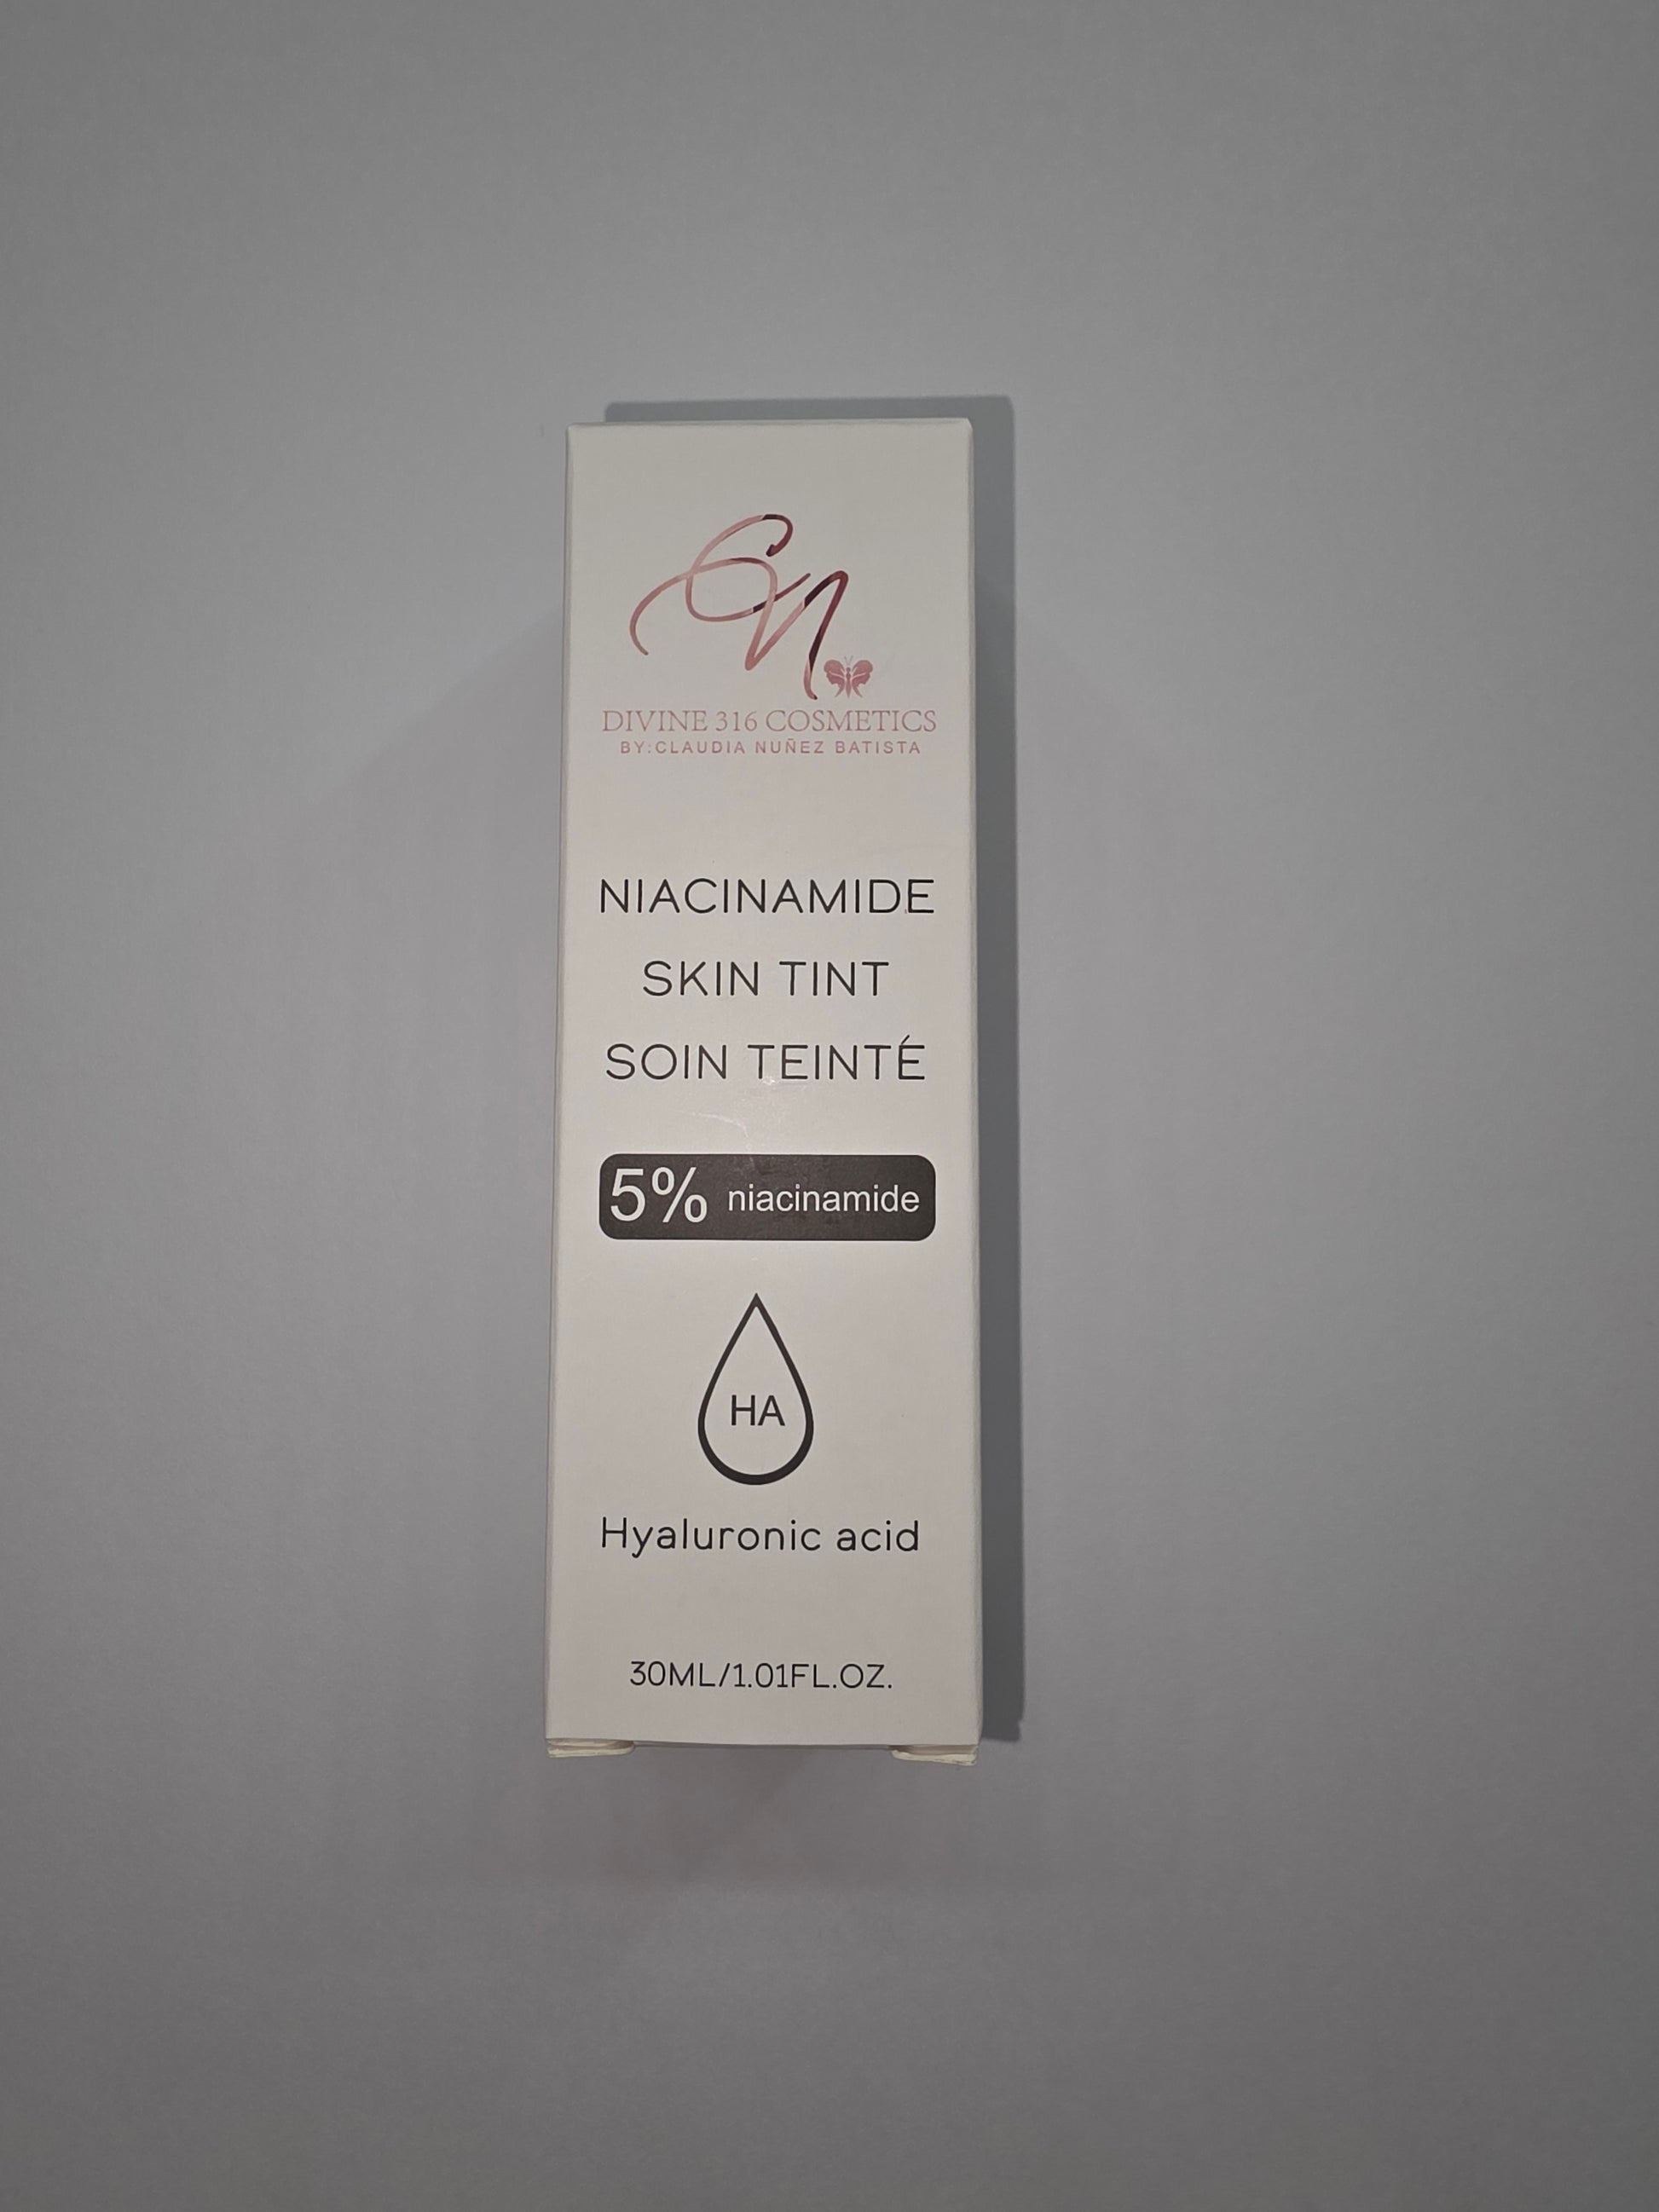 CN
DIVINE 316 COSMETICS
BY:CLAUDIA NUÑEZ BATISTA
NIACINAMIDE
SKIN TINT
SOIN TEINTÉ
5% niacinamide
HA
Hyaluronic acid
30ML/1.01FL.OZ.